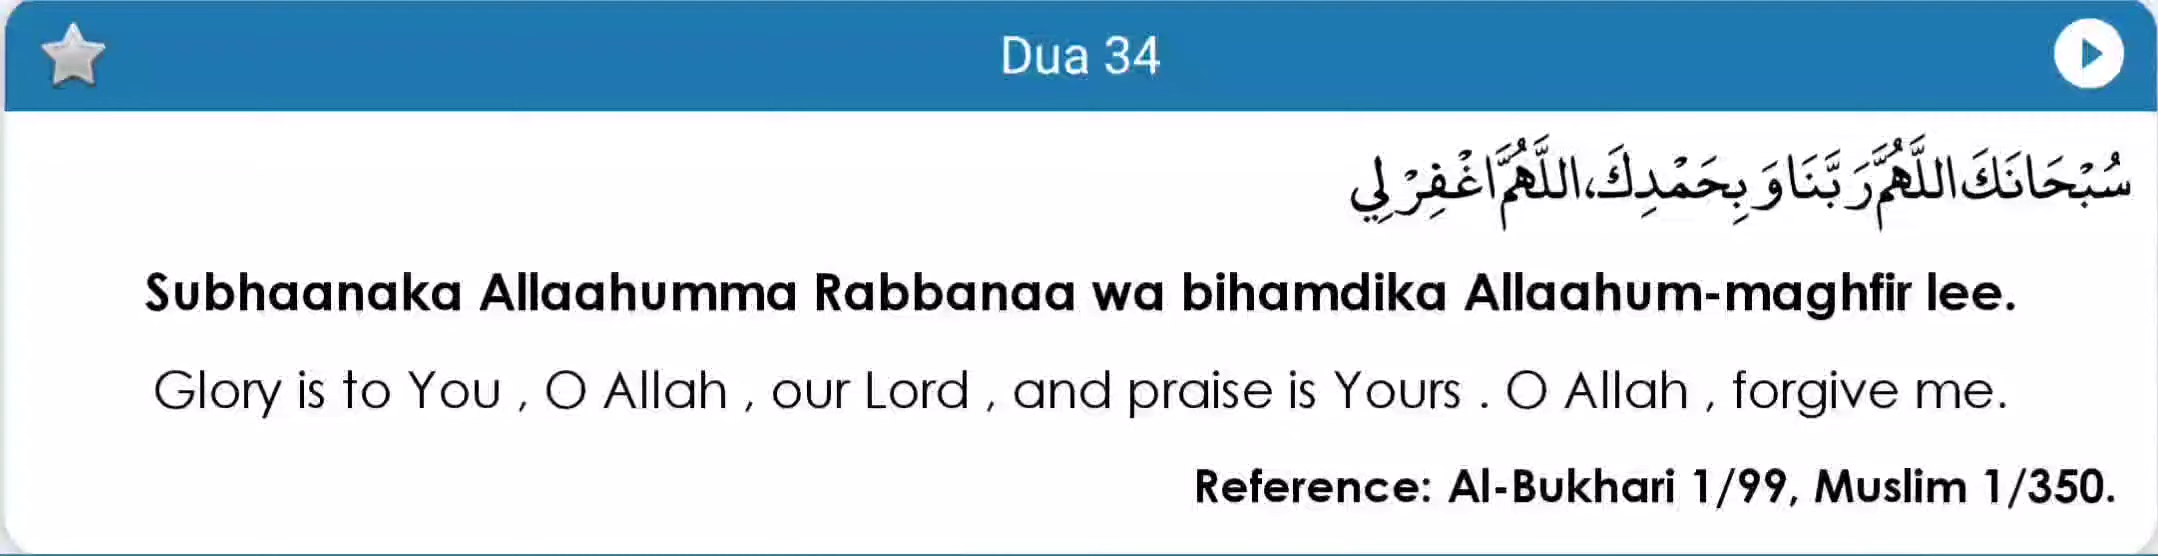 Dua 34
سُبْحَانَكَ اللَّهُمَّ رَبَّنَا وَ بِحَمْدِكَ، اللَّهُمَّ اغْفِرْ لِي
Subhaanaka Allaahumma Rabbanaa wa bihamdika Allaahum-maghfir lee.
Glory is to You , O Allah , our Lord , and praise is Yours . O Allah , forgive me.
Reference: Al-Bukhari 1/99, Muslim 1/350.